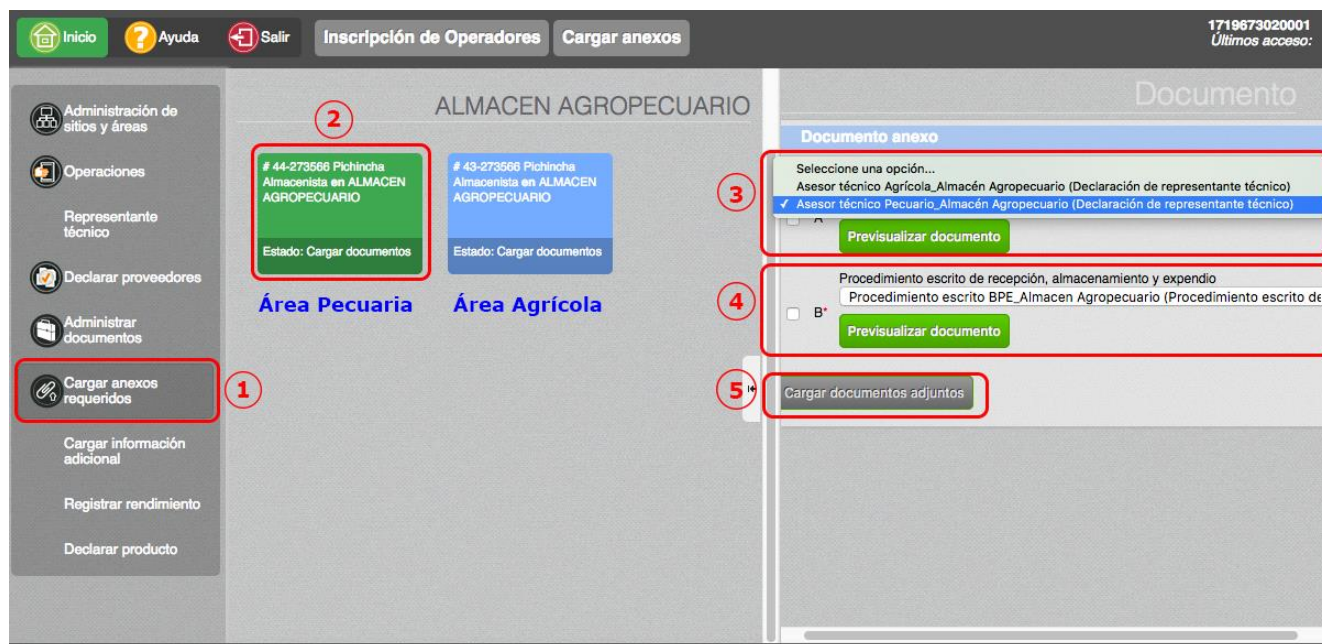 Inicio
Ayuda
Salir
Inscripción de Operadores
Cargar anexos
1719673020001
Últimos acceso:
Administración de
sitios y áreas
Operaciones
Representante
técnico
Declarar proveedores
Administrar
documentos
Cargar anexos
requeridos
1
Cargar información
adicional
Registrar rendimiento
Declarar producto
ALMACEN AGROPECUARIO
2
# 44-273566 Pichincha
Almacenista en ALMACEN
AGROPECUARIO
Estado: Cargar documentos
Área Pecuaria
# 43-273566 Pichincha
Almacenista en ALMACEN
AGROPECUARIO
Estado: Cargar documentos
Área Agrícola
Documento
Documento anexo
3
Seleccione una opción...
Asesor técnico Agrícola_Almacén Agropecuario (Declaración de representante técnico)
✓ Asesor técnico Pecuario_Almacén Agropecuario (Declaración de representante técnico)
A
Previsualizar documento
4
Procedimiento escrito de recepción, almacenamiento y expendio
B*
Procedimiento escrito BPE_Almacen Agropecuario (Procedimiento escrito de
Previsualizar documento
5
Cargar documentos adjuntos